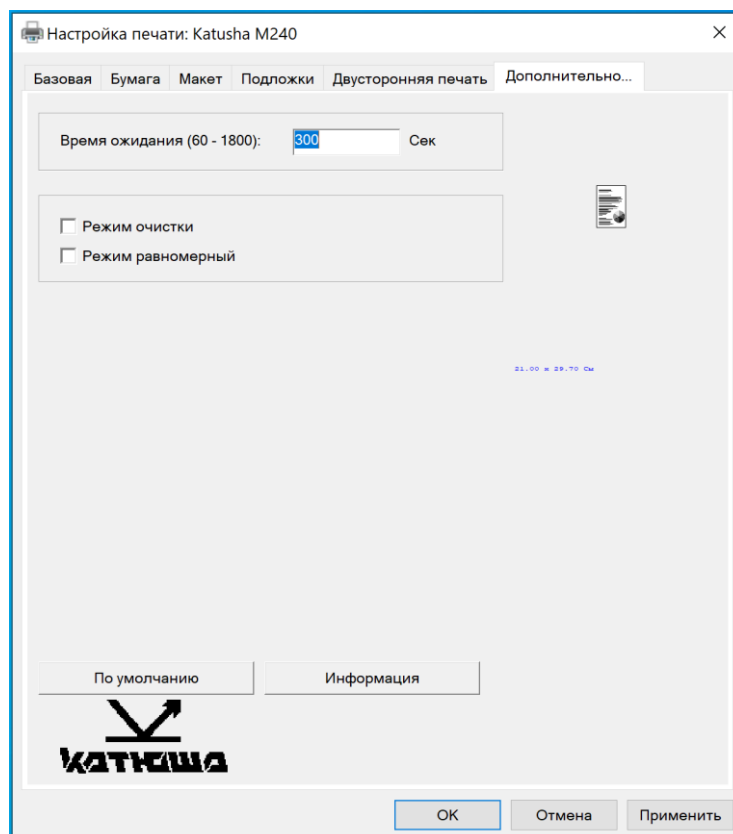 Настройка печати: Katusha M240
Базовая Бумага Макет Подложки Двусторонняя печать Дополнительно...
Время ожидания (60 - 1800): 300 Сек
Режим очистки
Режим равномерный
21.00 x 29.70 См
По умолчанию Информация
катюша
OK Отмена Применить